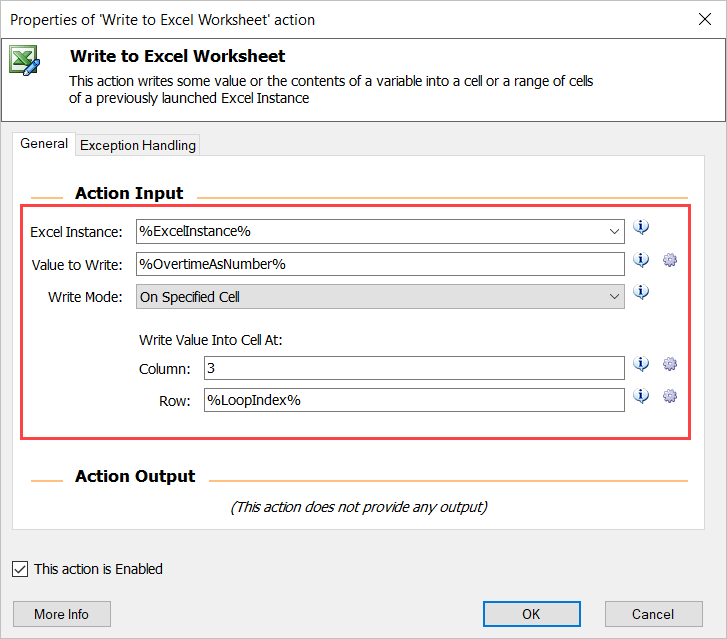 Properties of 'Write to Excel Worksheet' action
Write to Excel Worksheet
This action writes some value or the contents of a variable into a cell or a range of cells
of a previously launched Excel Instance
General
Exception Handling
Action Input
Excel Instance: %ExcelInstance%
Value to Write: %OvertimeAsNumber%
Write Mode: On Specified Cell
Write Value Into Cell At:
Column: 3
Row: %LoopIndex%
Action Output
(This action does not provide any output)
This action is Enabled
More Info
OK
Cancel